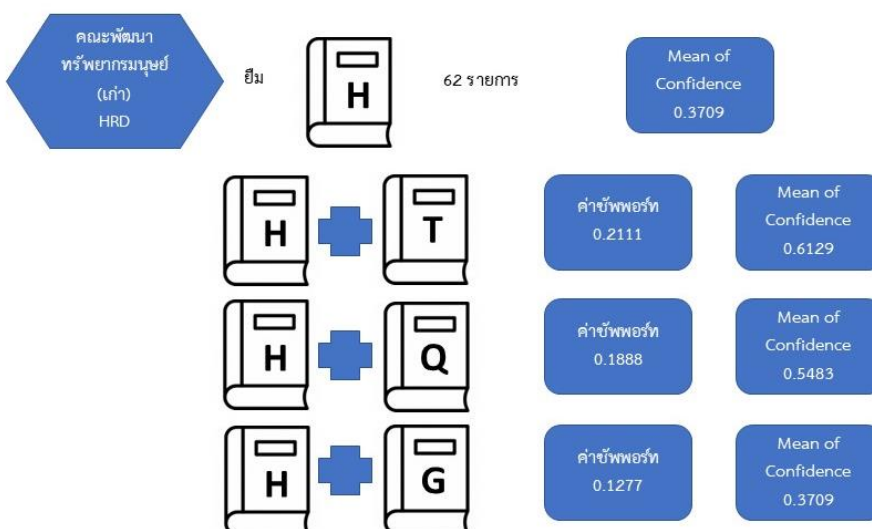 คณะพัฒนา
ทรัพยากรมนุษย์
(เก่า)
HRD
ยืม
H
62 รายการ
Mean of
Confidence
0.3709
H
T
ค่าซัพพอร์ท
0.2111
Mean of
Confidence
0.6129
H
Q
ค่าซัพพอร์ท
0.1888
Mean of
Confidence
0.5483
H
G
ค่าซัพพอร์ท
0.1277
Mean of
Confidence
0.3709